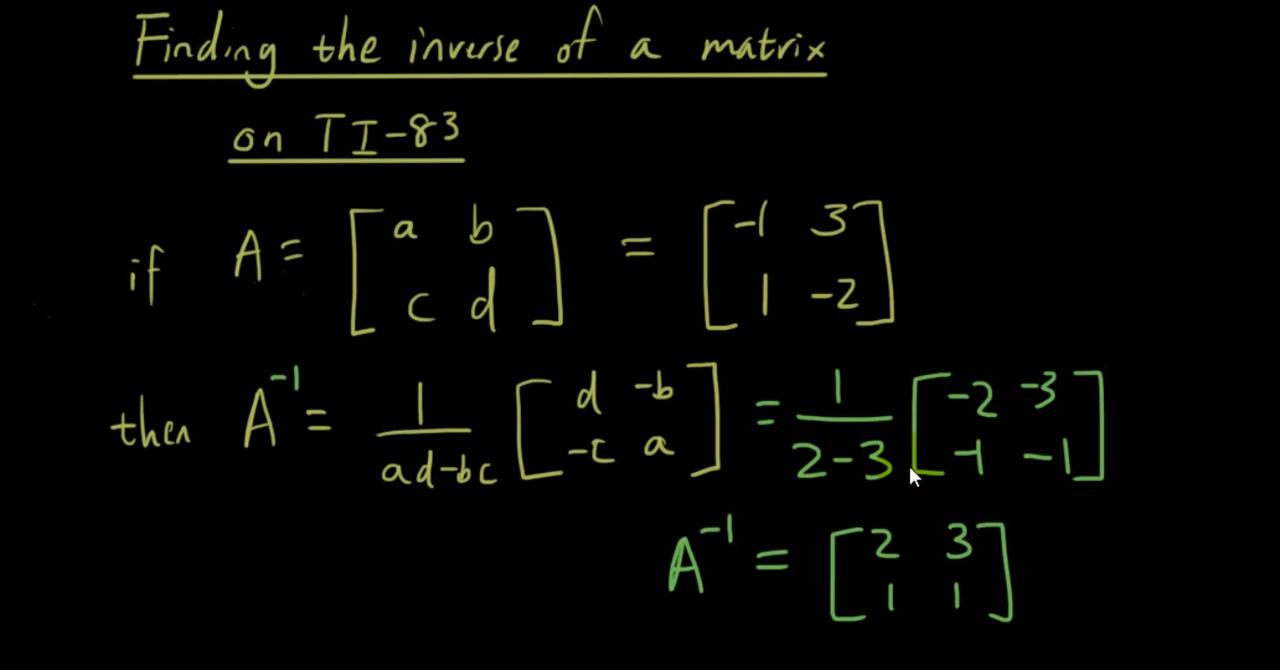 Finding the inverse of a matrix
on TI-83
if A = [ a b ; c d ] = [ -1 3 ; 1 -2 ]
then A^-1 = 1/(ad-bc) [ d -b ; -c a ] = 1/(2-3) [ -2 -3 ; -1 -1 ]
A^-1 = [ 2 3 ; 1 1 ]